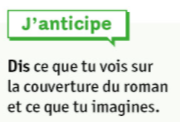 J'anticipe
Dis ce que tu vois sur
la couverture du roman
et ce que tu imagines.